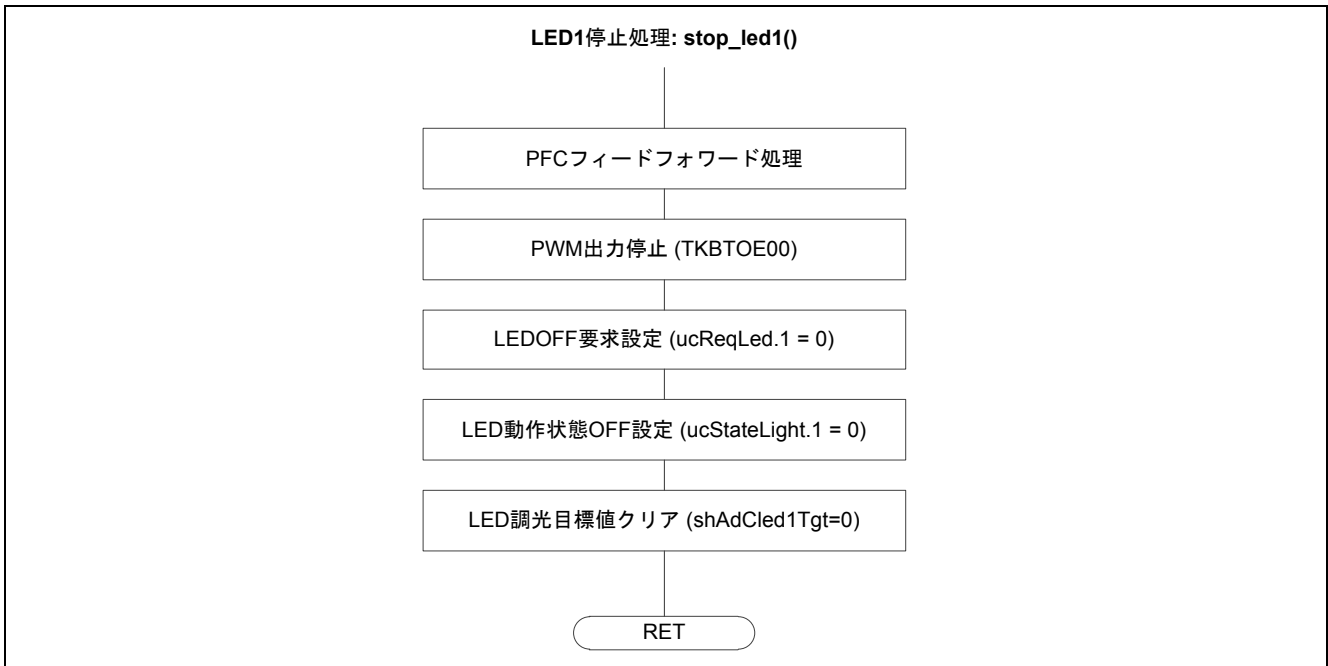 LED1停止処理: stop_led1()
PFCフィードフォワード処理
PWM出力停止 (TKBTOE00)
LEDOFF要求設定 (ucReqLed.1 = 0)
LED動作状態OFF設定 (ucStateLight.1 = 0)
LED調光目標値クリア (shAdCled1Tgt=0)
RET